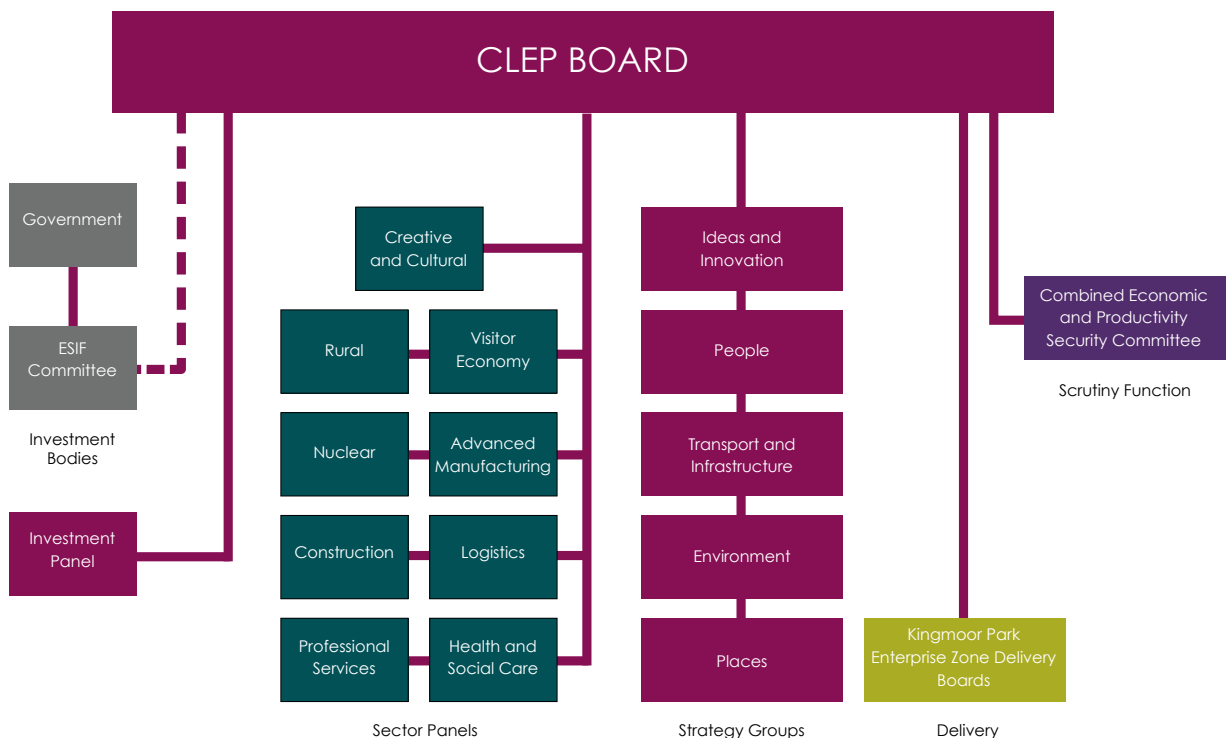 CLEP BOARD
Government
ESIF
Committee
Investment
Bodies
Investment
Panel
Creative
and Cultural
Rural
Visitor
Economy
Nuclear
Advanced
Manufacturing
Construction
Logistics
Professional
Services
Health and
Social Care
Sector Panels
Ideas and
Innovation
People
Transport and
Infrastructure
Environment
Places
Strategy Groups
Combined Economic
and Productivity
Security Committee
Scrutiny Function
Kingmoor Park
Enterprise Zone Delivery
Boards
Delivery